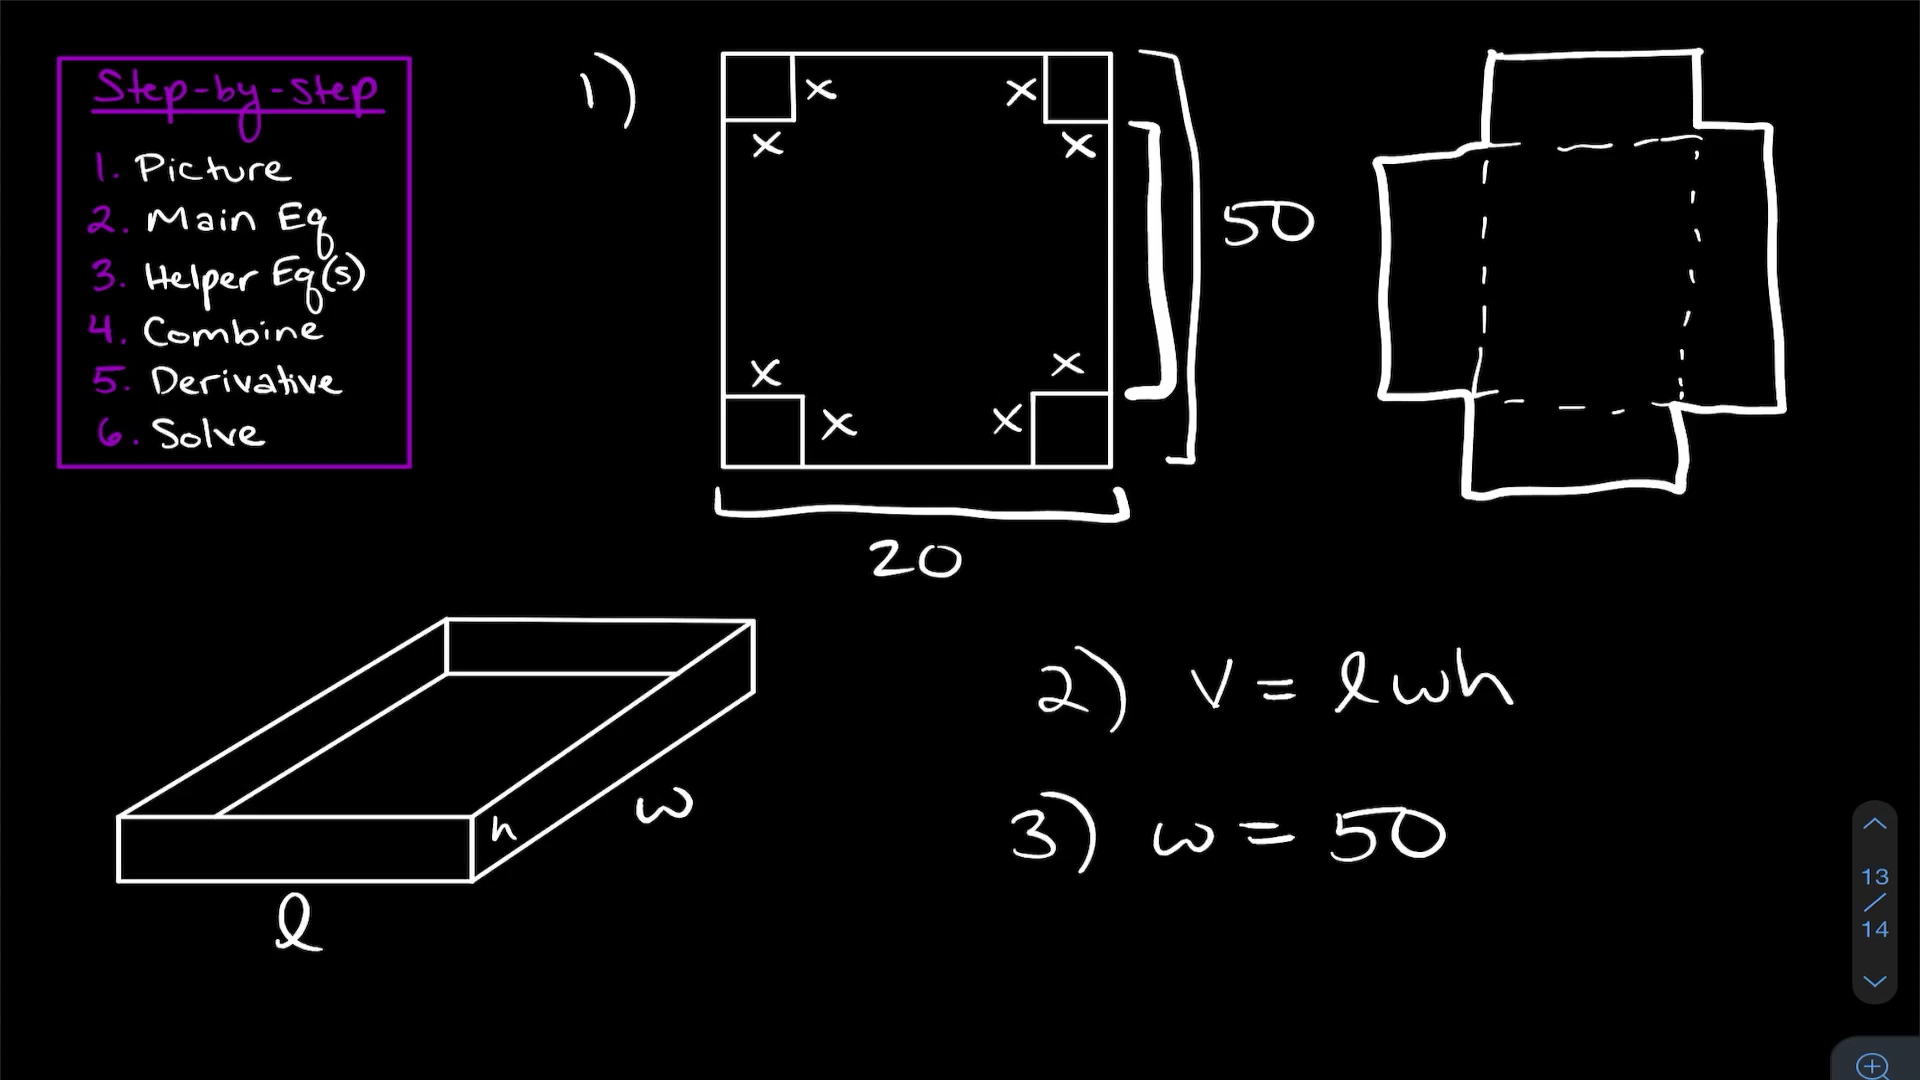 Step-by-step
1. Picture
2. Main Eq
3. Helper Eq(s)
4. Combine
5. Derivative
6. Solve
1)
x x
x x
50
x x
x x
20
l
w
h
2) V = lwh
3) w = 50
13
/
14